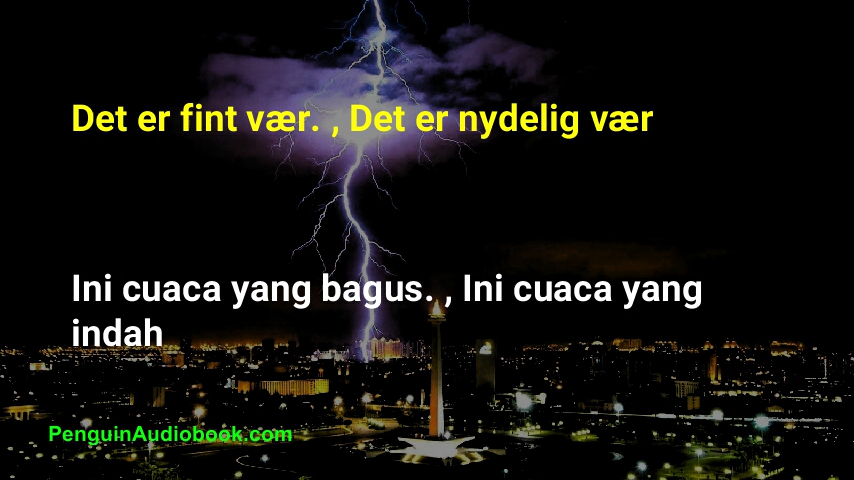 Det er fint vær. , Det er nydelig vær
Ini cuaca yang bagus. , Ini cuaca yang
indah
PenguinAudiobook.com